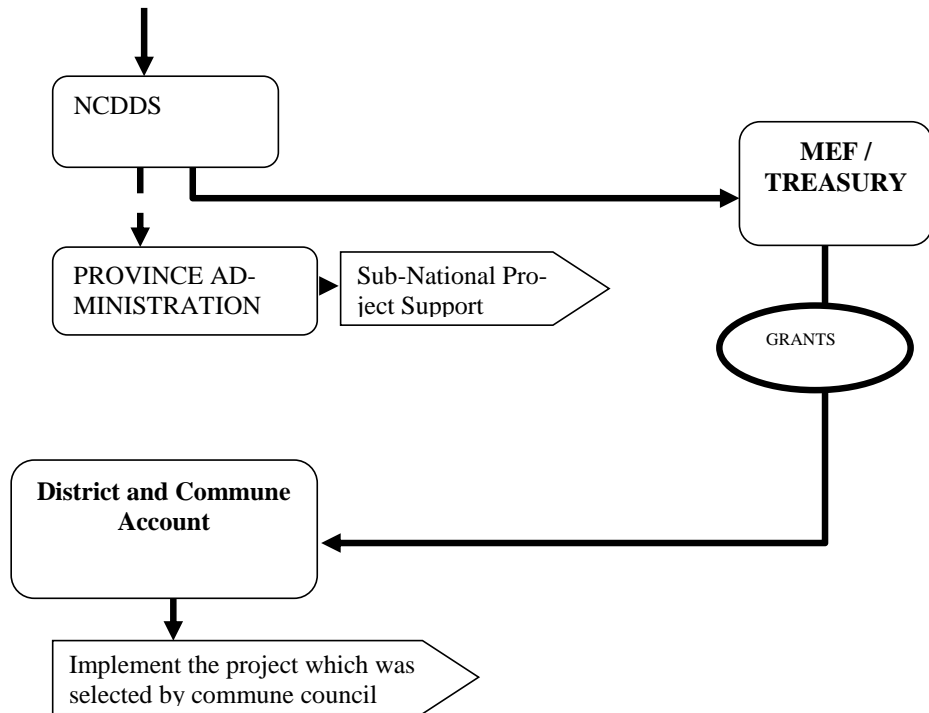 NCDDS
MEF /
TREASURY
PROVINCE AD-
MINISTRATION
Sub-National Pro-
ject Support
GRANTS
District and Commune
Account
Implement the project which was
selected by commune council